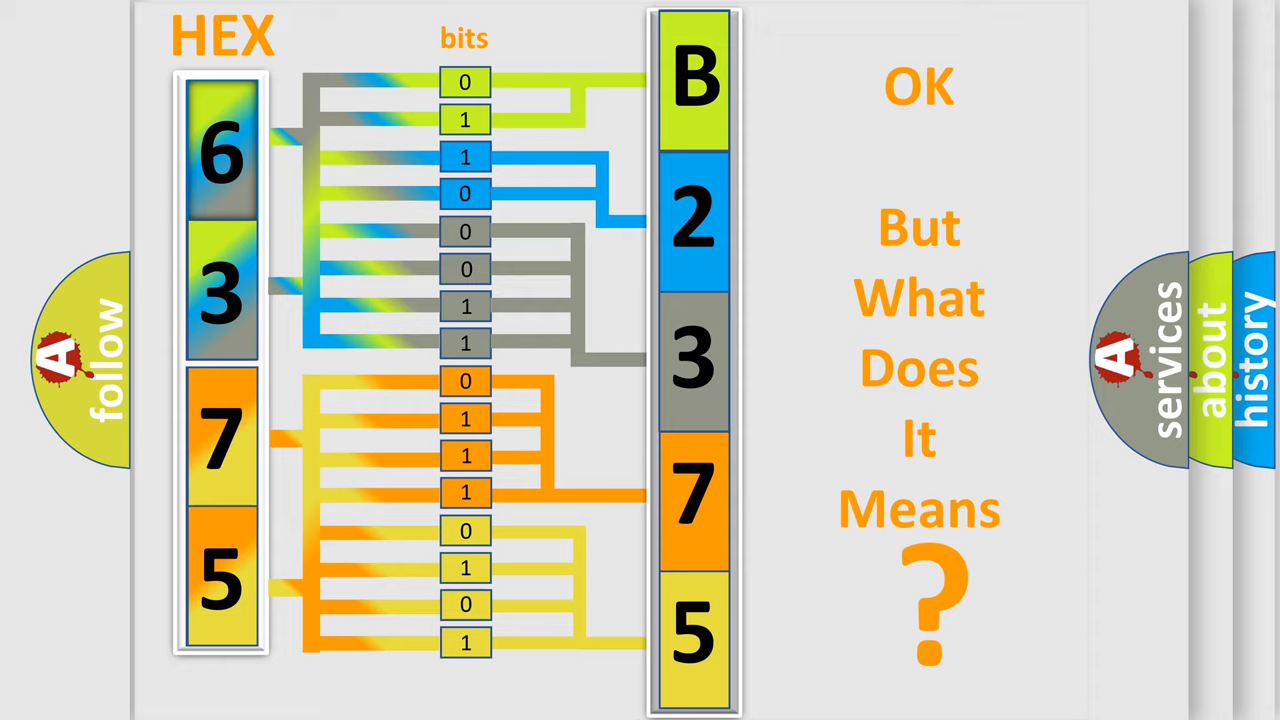 HEX
bits
6
3
7
5
0
1
1
0
0
0
1
1
0
1
1
1
0
1
0
1
B
2
3
7
5
OK
But
What
Does
It
Means
?
A
follow
A
services
about
history